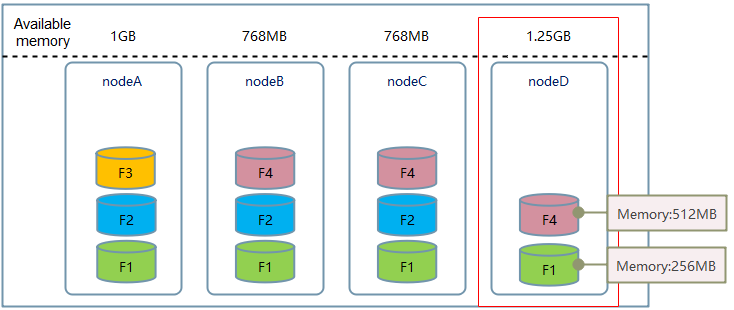 Available
memory
1GB
768MB
768MB
1.25GB
nodeA
nodeB
nodeC
nodeD
F3
F4
F4
F2
F2
F2
F4
Memory:512MB
F1
F1
F1
F1
Memory:256MB